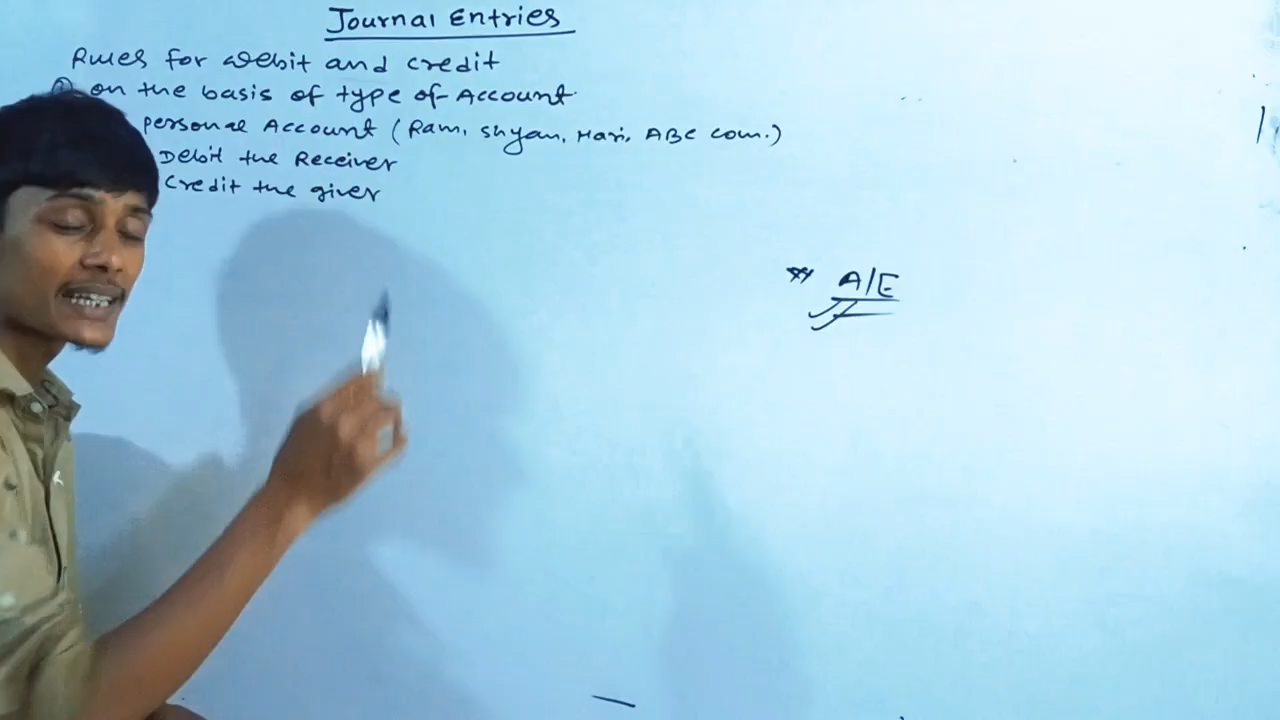 Journal Entries
Rules for debit and credit
① on the basis of type of Account
personal Account (Ram, Shyam, Hari, ABC com.)
Debit the Receiver
Credit the giver
** A/E